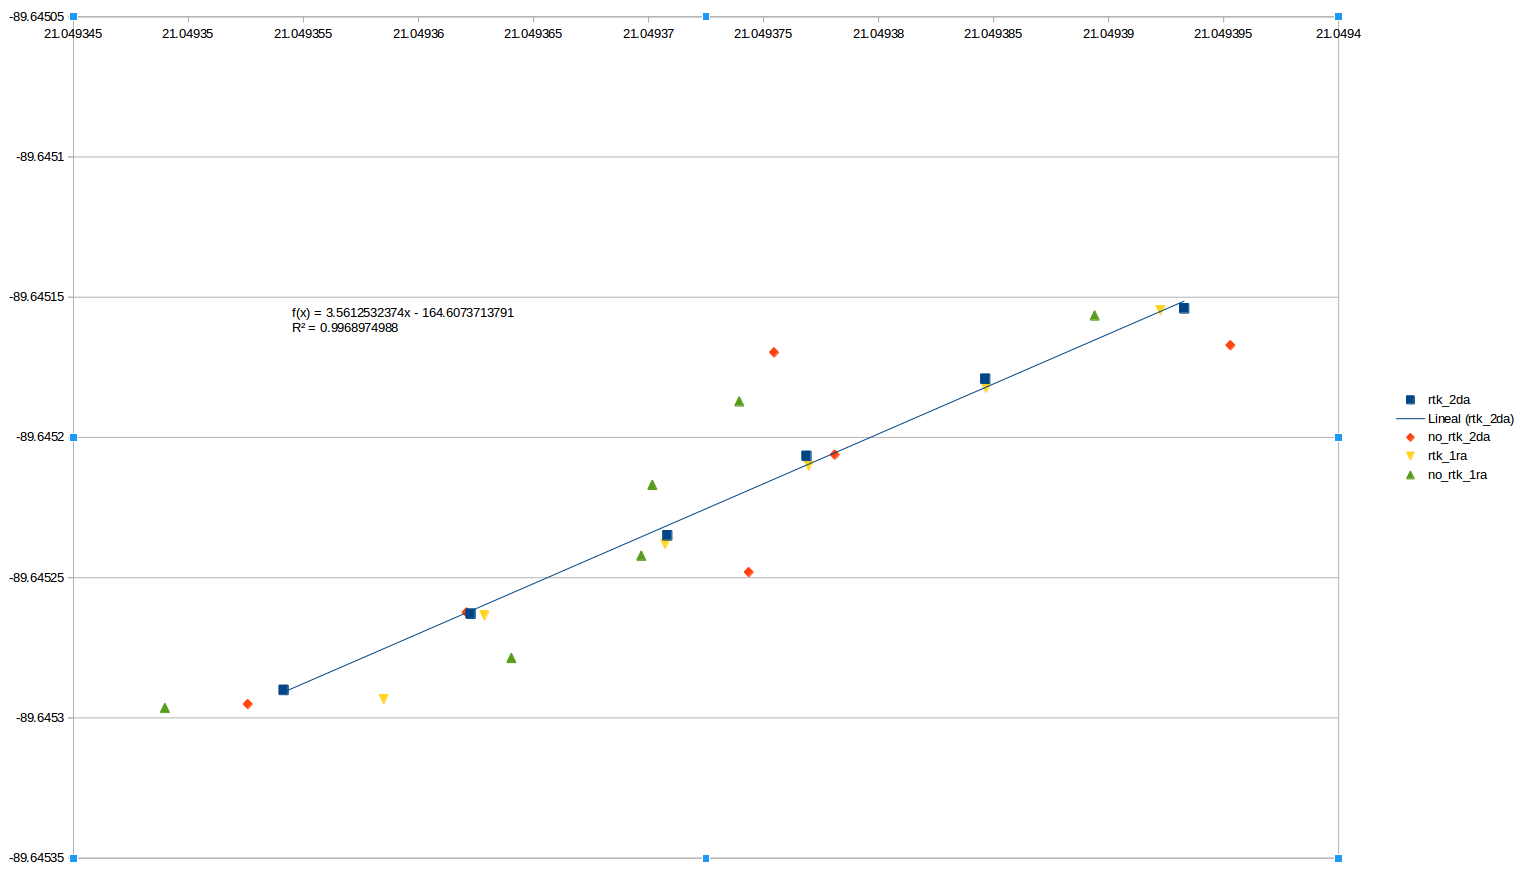 -89.64505
21.049345 21.04935 21.049355 21.04936 21.049365 21.04937 21.049375 21.04938 21.049385 21.04939 21.049395 21.0494
-89.6451
-89.64515
f(x) = 3.5612532374x - 164.6073713791
R² = 0.9968974988
-89.6452
-89.64525
-89.6453
-89.64535
rtk_2da
Lineal (rtk_2da)
no_rtk_2da
rtk_1ra
no_rtk_1ra